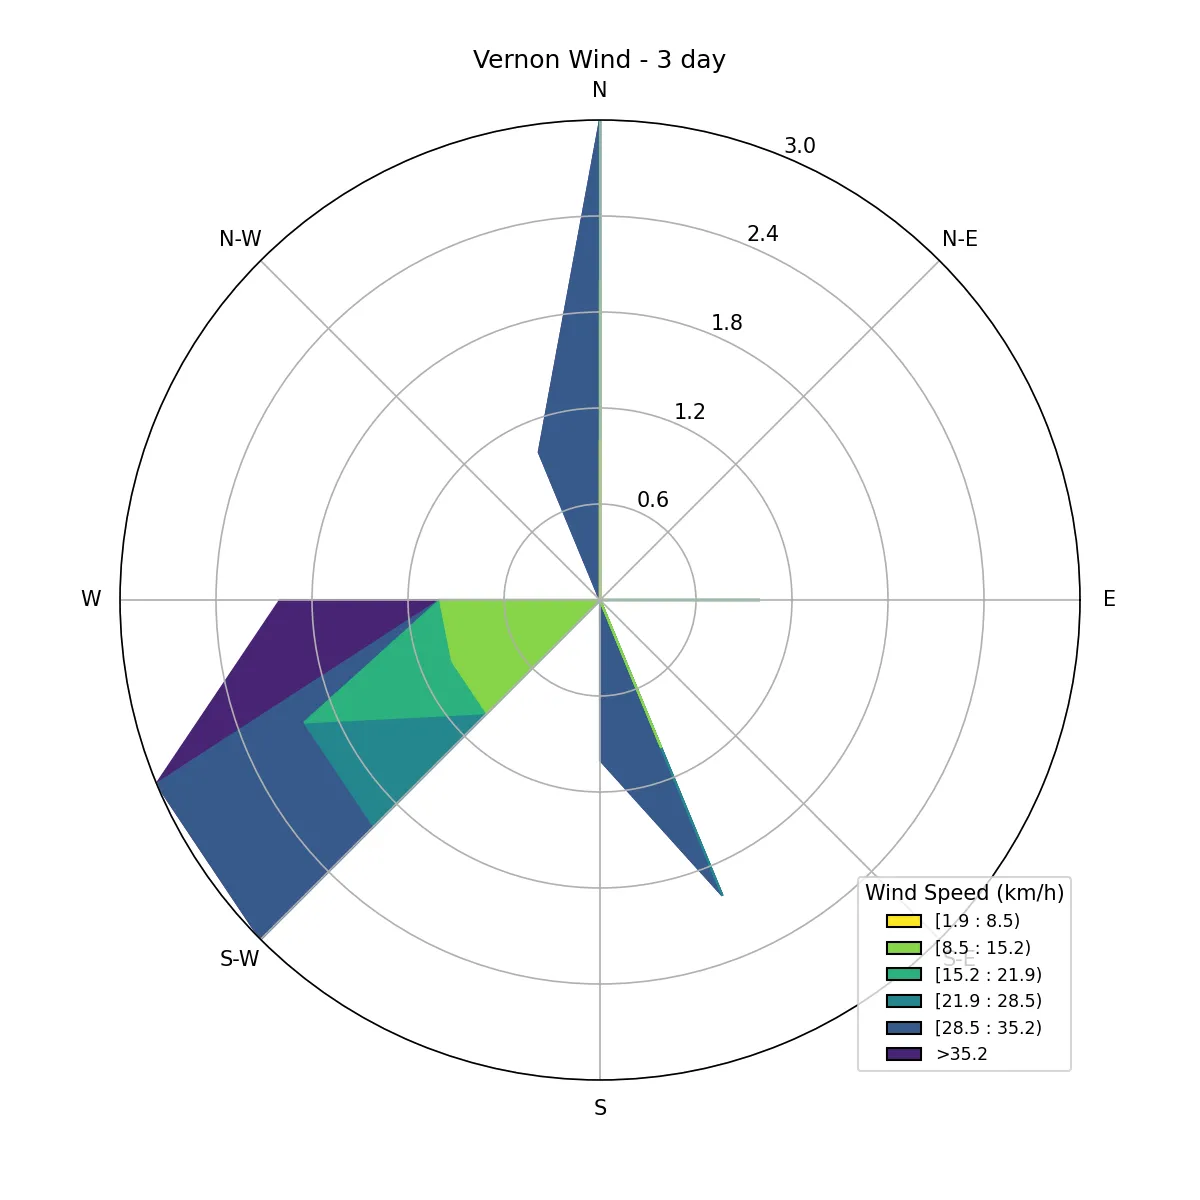 Vernon Wind - 3 day
N
3.0
N-W
2.4
N-E
1.8
1.2
0.6
W
E
S-W
S-E
S
Wind Speed (km/h)
[1.9 : 8.5)
[8.5 : 15.2)
[15.2 : 21.9)
[21.9 : 28.5)
[28.5 : 35.2)
>35.2